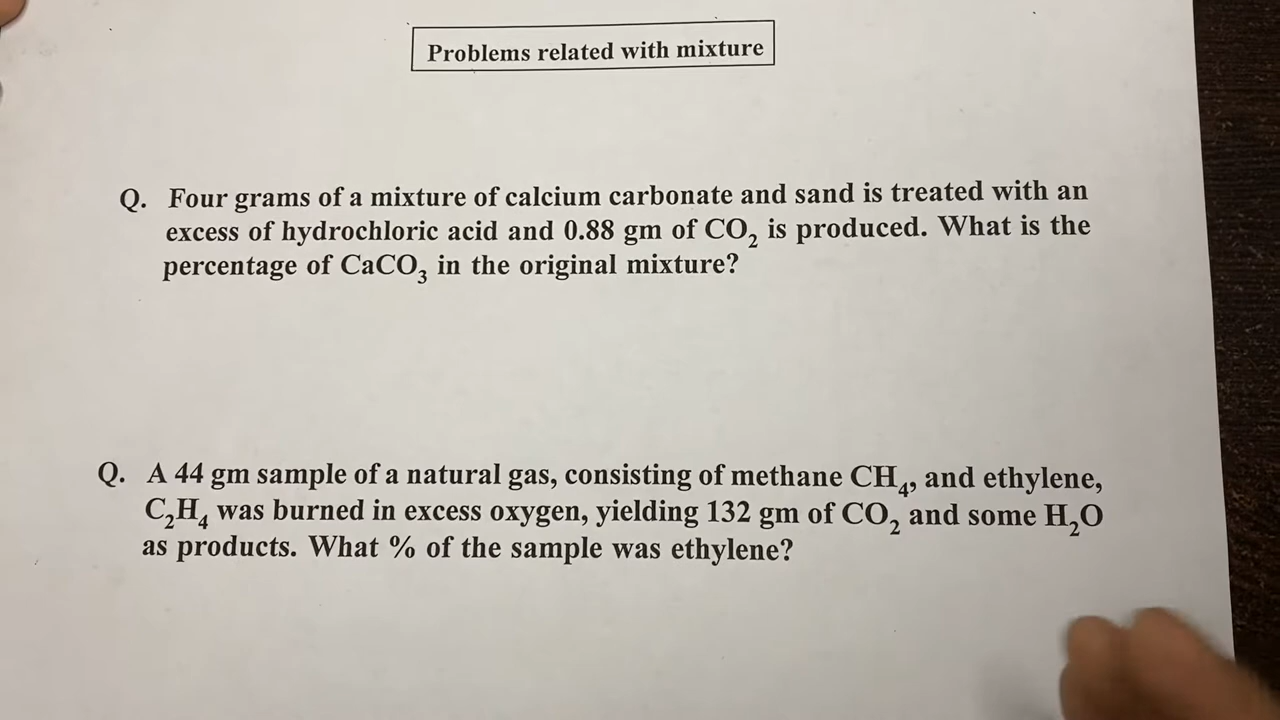 Problems related with mixture
Q. Four grams of a mixture of calcium carbonate and sand is treated with an
excess of hydrochloric acid and 0.88 gm of CO₂ is produced. What is the
percentage of CaCO₃ in the original mixture?
Q. A 44 gm sample of a natural gas, consisting of methane CH₄, and ethylene,
C₂H₄ was burned in excess oxygen, yielding 132 gm of CO₂ and some H₂O
as products. What % of the sample was ethylene?